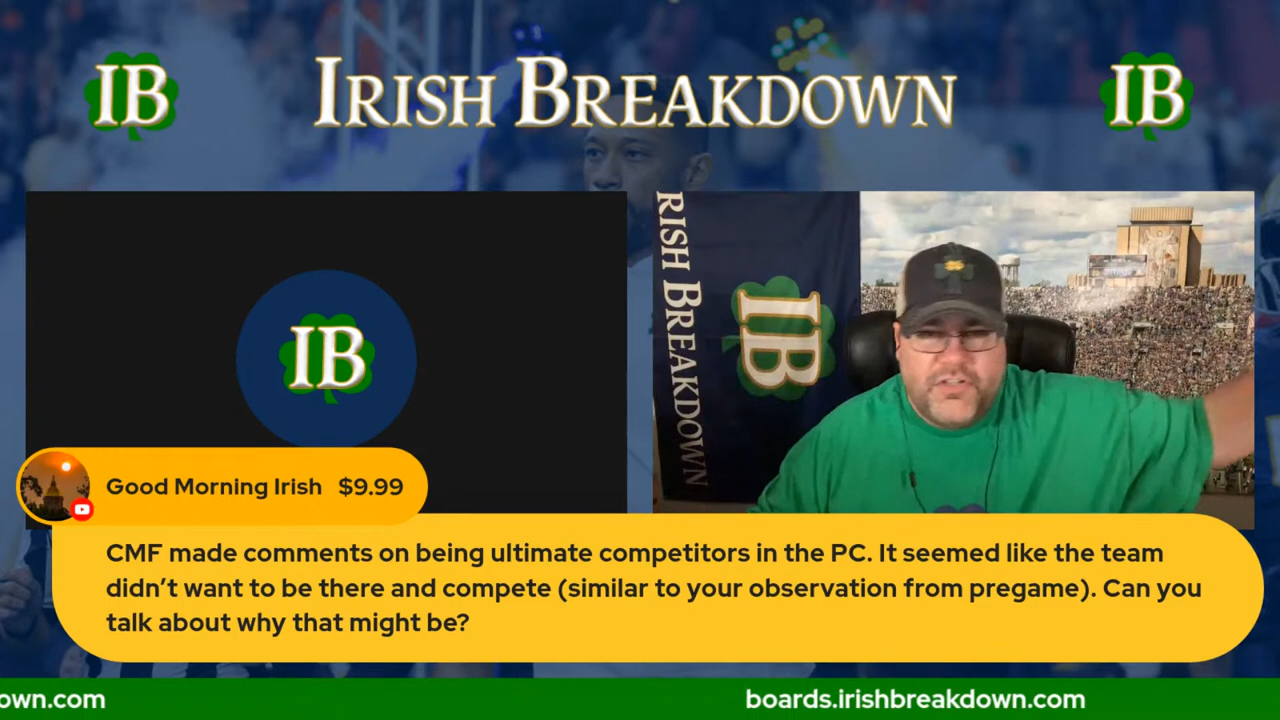 IB
IRISH BREAKDOWN
IB
RISH BREAKDOWN
IB
IB
Good Morning Irish $9.99
CMF made comments on being ultimate competitors in the PC. It seemed like the team
didn’t want to be there and compete (similar to your observation from pregame). Can you
talk about why that might be?
own.com
boards.irishbreakdown.com